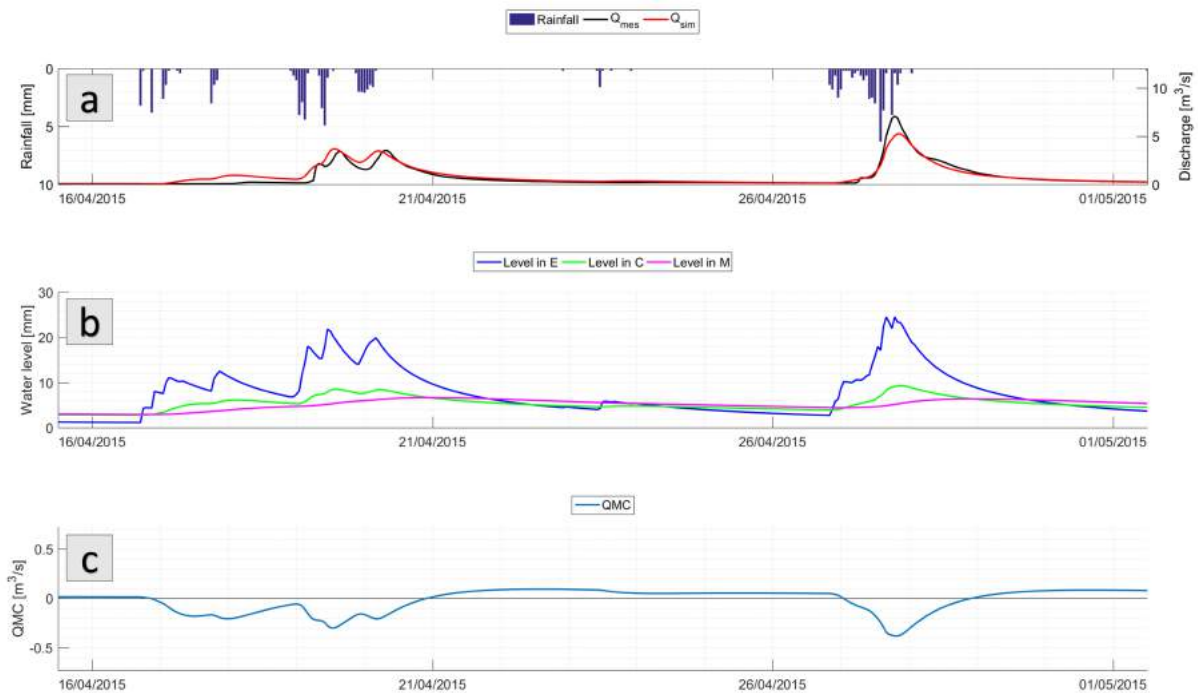 Rainfall Q_mes Q_sim
a
0
5
10
Rainfall [mm]
10
5
0
Discharge [m³/s]
16/04/2015 21/04/2015 26/04/2015 01/05/2015
Level in E Level in C Level in M
b
30
20
10
0
Water level [mm]
16/04/2015 21/04/2015 26/04/2015 01/05/2015
QMC
c
0.5
0
-0.5
QMC [m³/s]
16/04/2015 21/04/2015 26/04/2015 01/05/2015